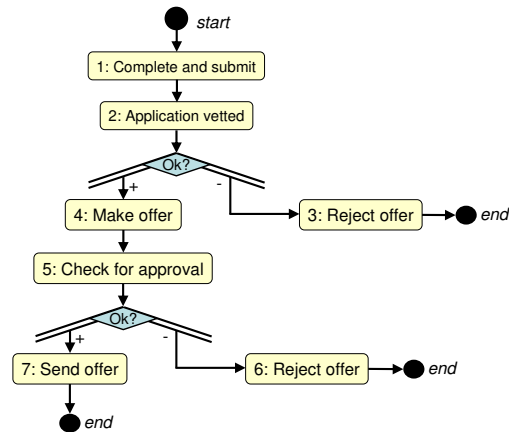 start
1: Complete and submit
2: Application vetted
Ok?
+
-
4: Make offer
3: Reject offer
end
5: Check for approval
Ok?
+
-
7: Send offer
6: Reject offer
end
end